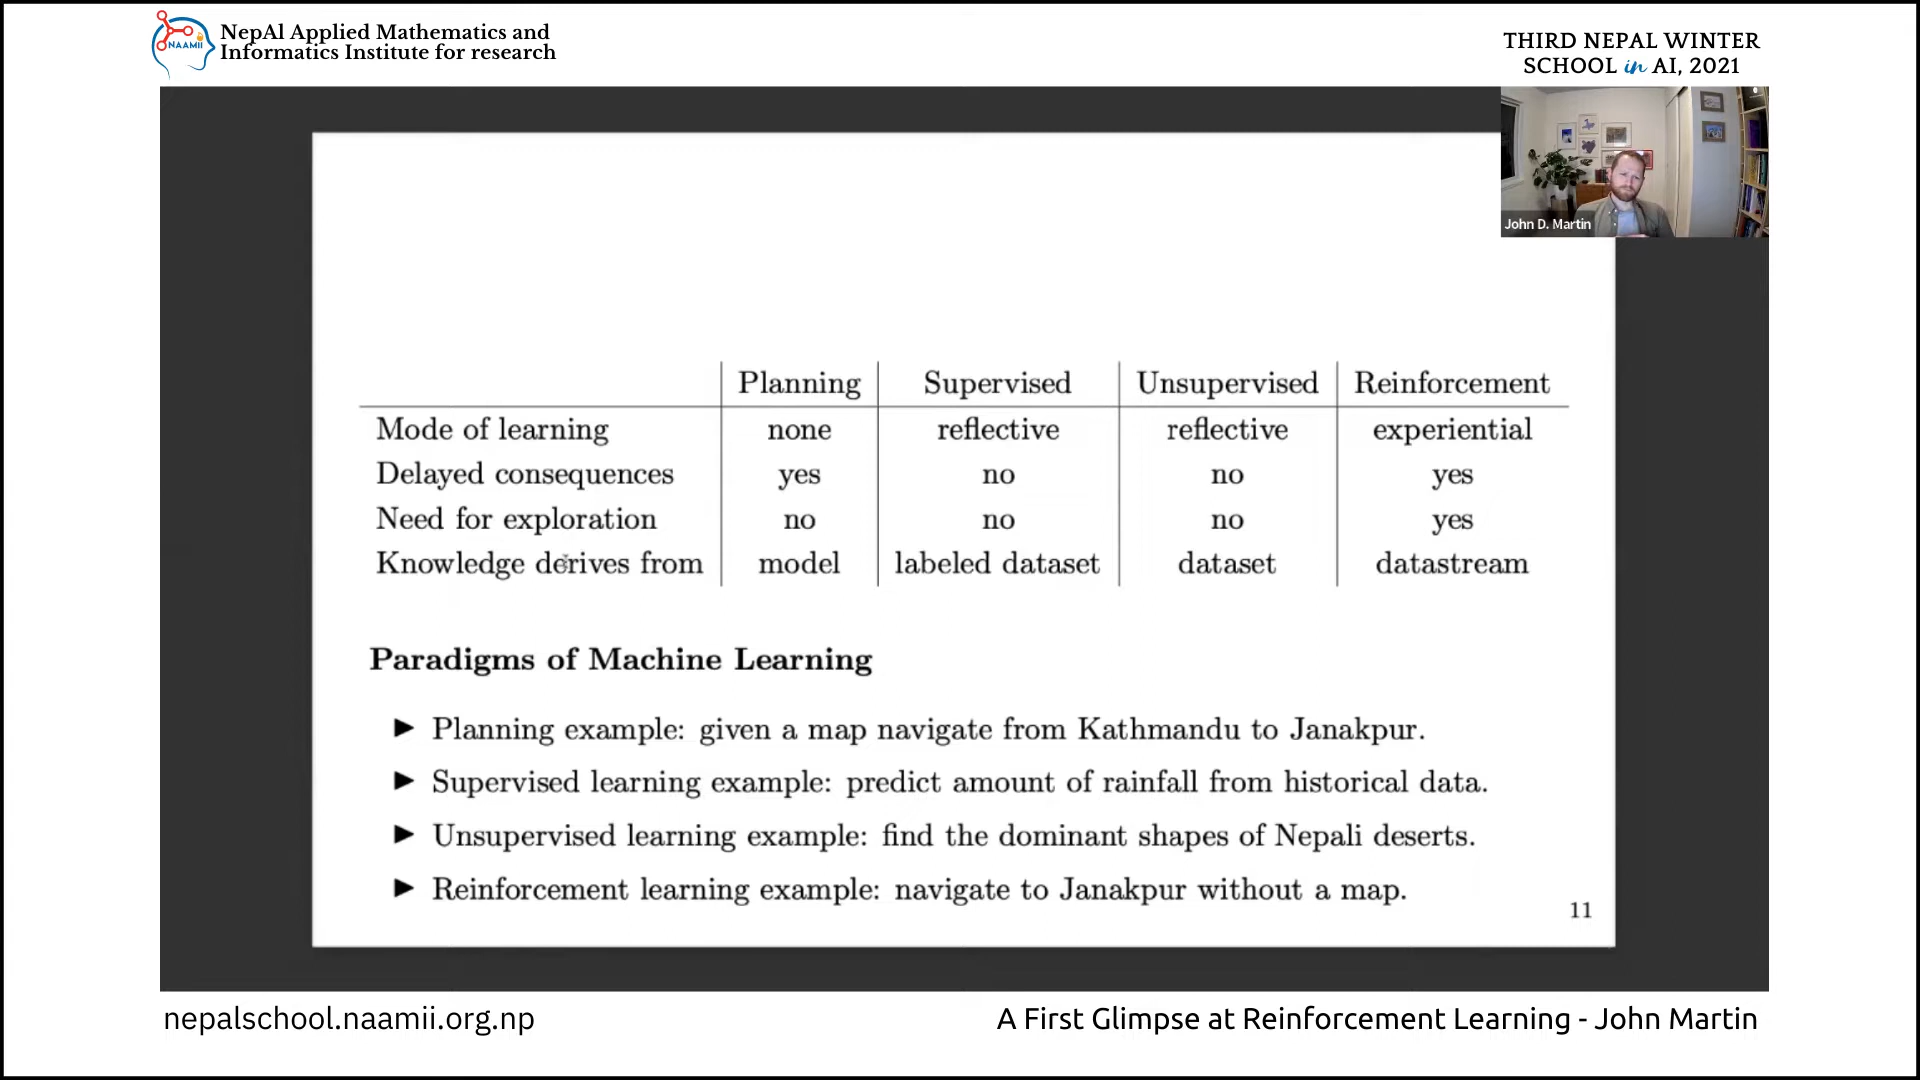 NAAMII
NepAl Applied Mathematics and
Informatics Institute for research
THIRD NEPAL WINTER
SCHOOL in AI, 2021
John D. Martin
Planning Supervised Unsupervised Reinforcement
Mode of learning none reflective reflective experiential
Delayed consequences yes no no yes
Need for exploration no no no yes
Knowledge derives from model labeled dataset dataset datastream
Paradigms of Machine Learning
▶ Planning example: given a map navigate from Kathmandu to Janakpur.
▶ Supervised learning example: predict amount of rainfall from historical data.
▶ Unsupervised learning example: find the dominant shapes of Nepali deserts.
▶ Reinforcement learning example: navigate to Janakpur without a map.
11
nepalschool.naamii.org.np
A First Glimpse at Reinforcement Learning - John Martin